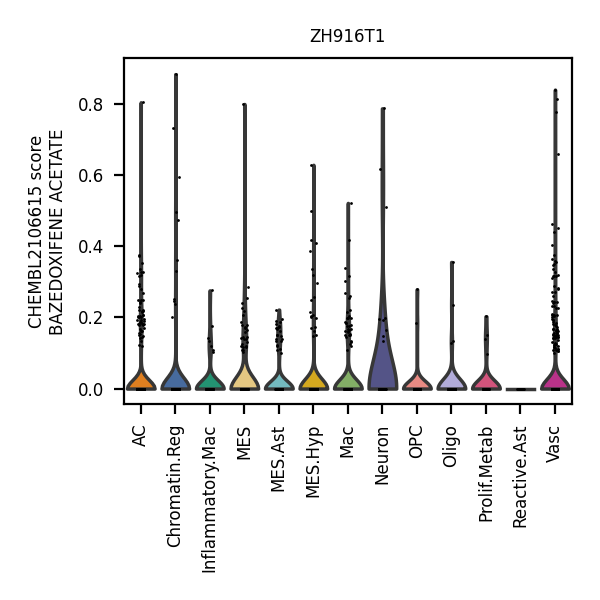 ZH916T1
CHEMBL2106615 score
BAZEDOXIFENE ACETATE
0.8
0.6
0.4
0.2
0.0
AC
Chromatin.Reg
Inflammatory.Mac
MES
MES.Ast
MES.Hyp
Mac
Neuron
OPC
Oligo
Prolif.Metab
Reactive.Ast
Vasc